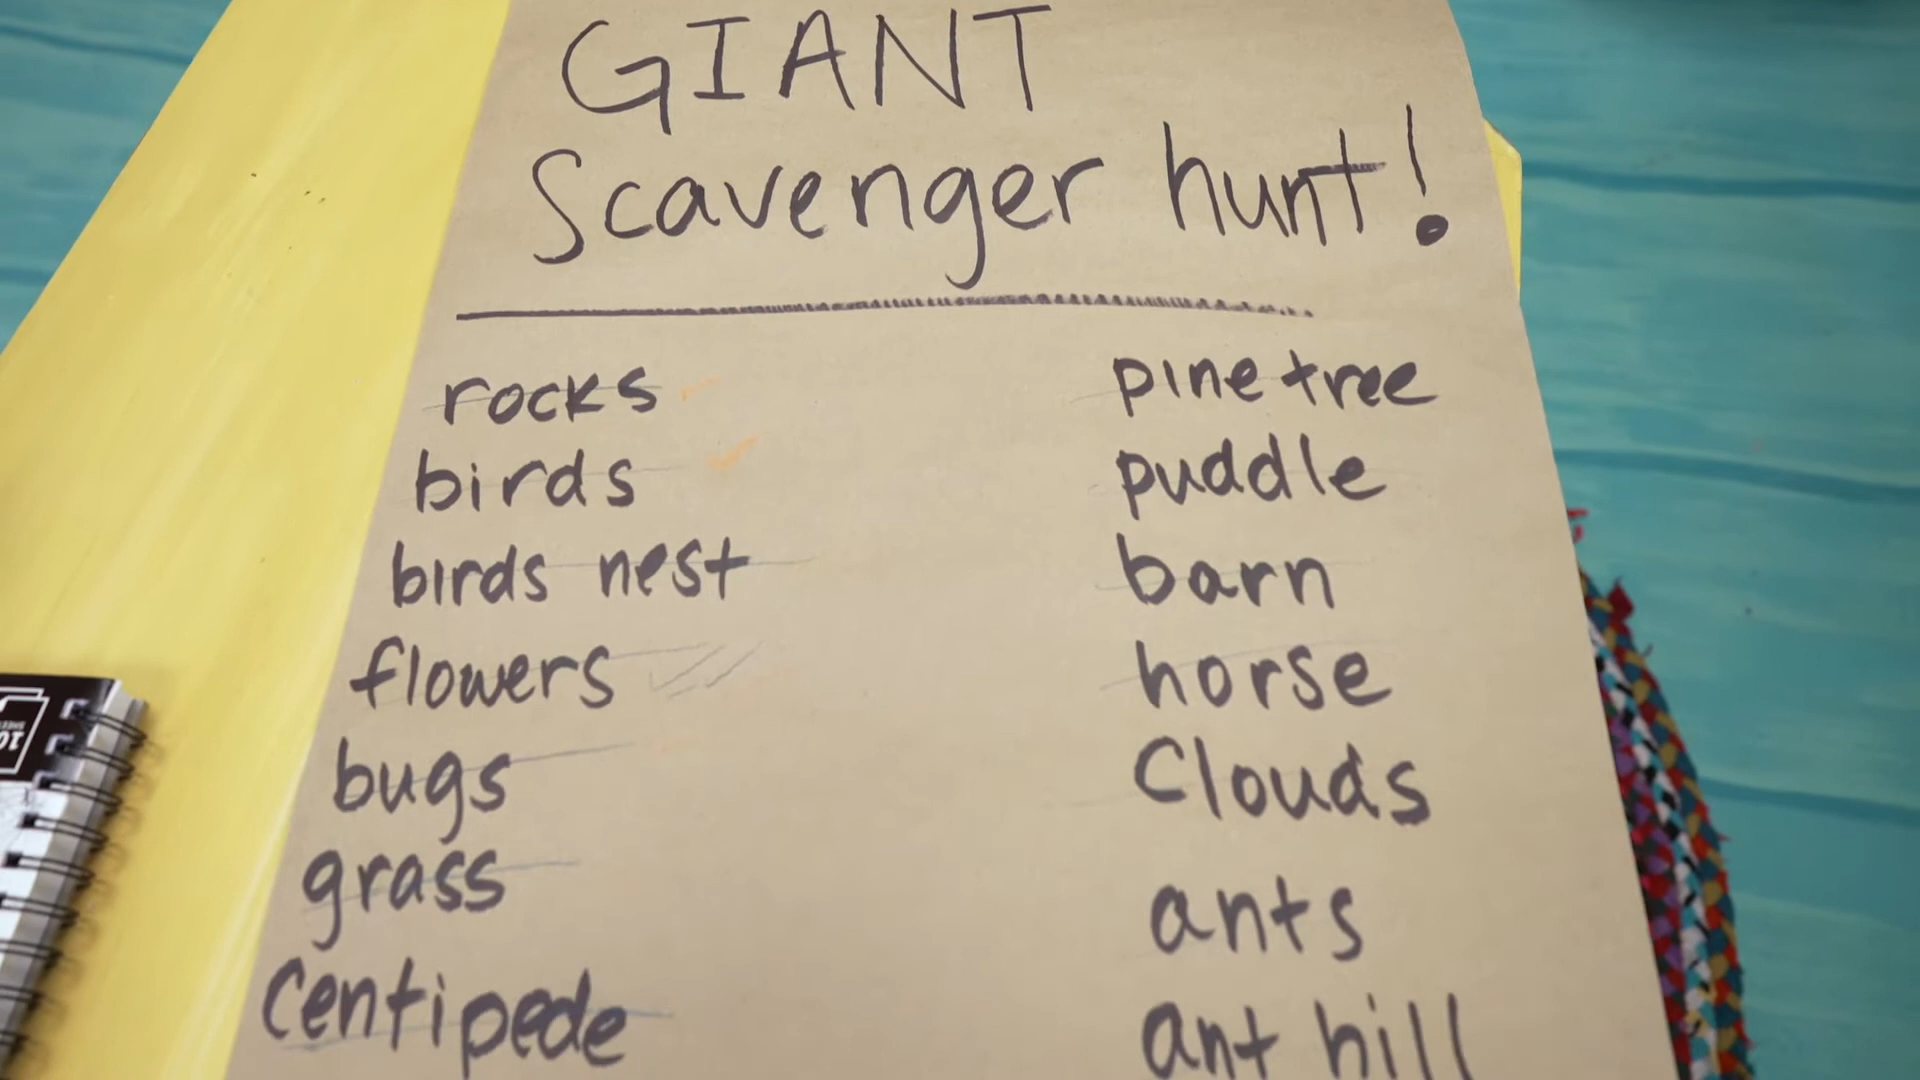 GIANT
Scavenger hunt!
rocks
birds
birds nest
flowers
bugs
grass
Centipede
pine tree
puddle
barn
horse
Clouds
ants
ant hill
10